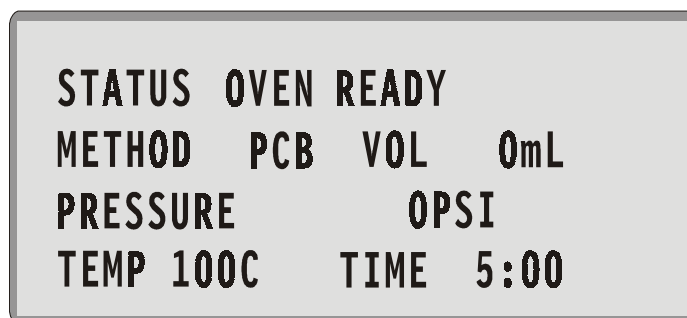 STATUS OVEN READY
METHOD PCB VOL 0mL
PRESSURE 0PSI
TEMP 100C TIME 5:00